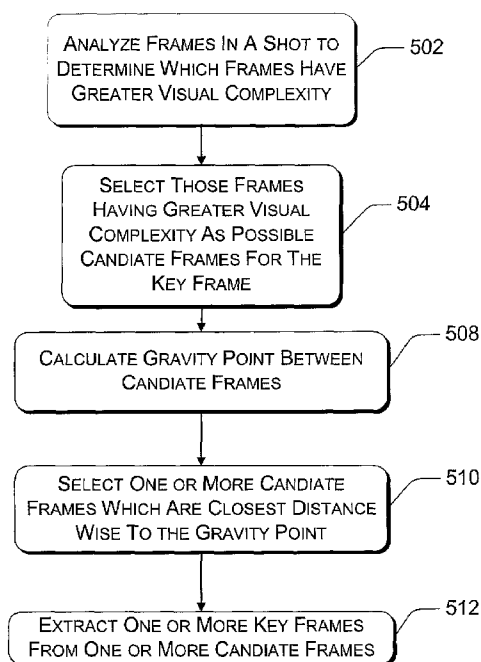 ANALYZE FRAMES IN A SHOT TO
DETERMINE WHICH FRAMES HAVE
GREATER VISUAL COMPLEXITY
502
SELECT THOSE FRAMES
HAVING GREATER VISUAL
COMPLEXITY AS POSSIBLE
CANDIATE FRAMES FOR THE
KEY FRAME
504
CALCULATE GRAVITY POINT BETWEEN
CANDIATE FRAMES
508
SELECT ONE OR MORE CANDIATE
FRAMES WHICH ARE CLOSEST DISTANCE
WISE TO THE GRAVITY POINT
510
EXTRACT ONE OR MORE KEY FRAMES
FROM ONE OR MORE CANDIATE FRAMES
512